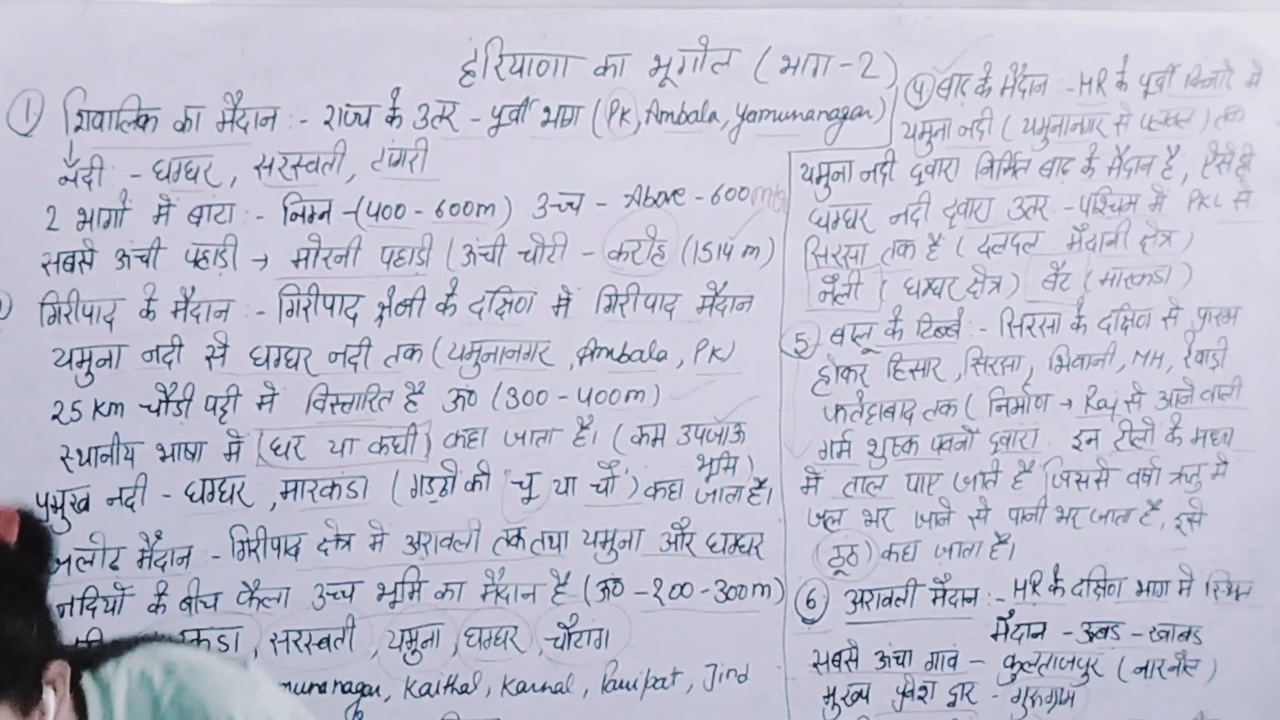 हरियाणा का भूगोल (भाग-2)
① शिवालिक का मैदान :- राज्य के उत्तर - पूर्वी भाग (PK, Ambala, Yamunanagar)
नदी :- घग्घर, सरस्वती, टांगरी
2 भागों में बांटा :- निम्न -(400 - 600m) उच्च - Above - 600
सबसे ऊंची पहाड़ी → मोरनी पहाड़ी (ऊंची चोटी - करोह (1514 m)
गिरीपाद के मैदान :- गिरीपाद श्रेणी के दक्षिण में गिरीपाद मैदान
यमुना नदी से घग्घर नदी तक (यमुनानगर, Ambala, PK)
25 Km चौड़ी पट्टी में विस्तारित है ऊं० (300 - 400m)
स्थानीय भाषा में (घर या कंघी) कहा जाता है। (कम उपजाऊ
भूमि)
प्रमुख नदी - घग्घर, मारकंडा (गड्ढों को चू या चौ) कहा जाता है।
जलोढ मैदान :- गिरीपाद क्षेत्र में अरावली तक तथा यमुना और घग्घर
नदियों के बीच फैला उच्च भूमि का मैदान है (ऊं० - 200 - 300m)
कंडा, सरस्वती, यमुना, घग्घर, चौटांग
munanagar, Kaithal, Karnal, Panipat, Jind
④ बाढ़ के मैदान :- HR के पूर्वी किनारे में
यमुना नदी (यमुनानगर से पलवल) तक
यमुना नदी द्वारा निर्मित बाढ़ के मैदान है, ऐसे ही
घग्घर नदी द्वारा उत्तर - पश्चिम में PKL से
सिरसा तक है (दलदल मैदानी क्षेत्र)
नैली (घग्घर क्षेत्र) बेट (मारकंडा)
⑤ बालू के टिब्बे :- सिरसा के दक्षिण से प्रारम्भ
होकर हिसार, सिरसा, भिवानी, MH, रेवाड़ी
फतेहाबाद तक (निर्माण → Raj से आने वाली
गर्म शुष्क पवनों द्वारा इन टीलों के मध्य
में ताल पाए जाते है जिससे वर्षा ऋतु में
जल भर जाने से पानी भर जाता है, इसे
(ठूठ) कहा जाता है।
⑥ अरावली मैदान :- HR के दक्षिण भाग में स्थित
मैदान - ऊबड़ - खाबड़
सबसे ऊंचा गांव - कुलताजपुर (नारनौल)
मुख्य प्रवेश द्वार - गुरुग्राम